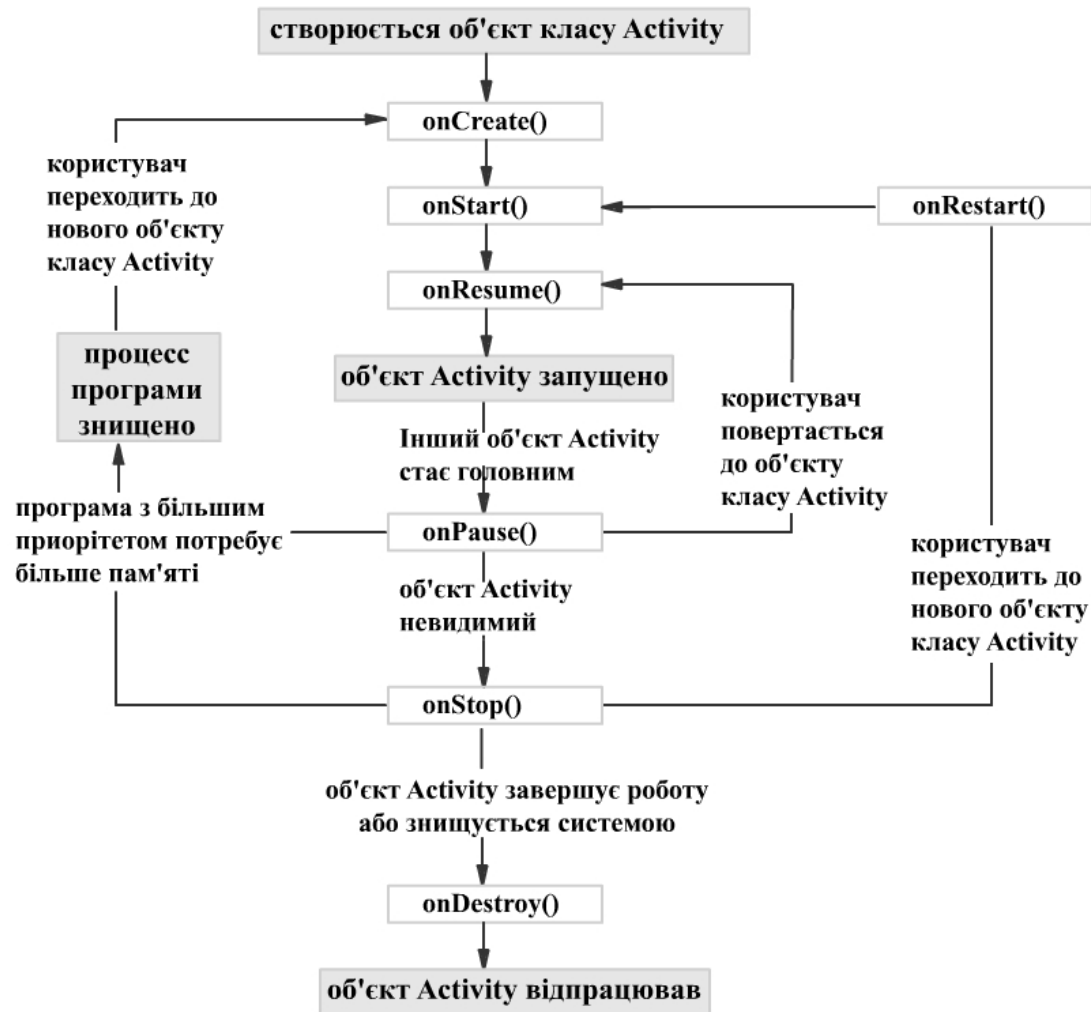 створюється об'єкт класу Activity
onCreate()
користувач
переходить до
нового об'єкту
класу Activity
onStart()
onRestart()
onResume()
процесс
програми
знищено
об'єкт Activity запущено
користувач
повертається
до об'єкту
класу Activity
Інший об'єкт Activity
стає головним
програма з більшим
приорітетом потребує
більше пам'яті
onPause()
користувач
переходить до
нового об'єкту
класу Activity
об'єкт Activity
невидимий
onStop()
об'єкт Activity завершує роботу
або знищується системою
onDestroy()
об'єкт Activity відпрацював